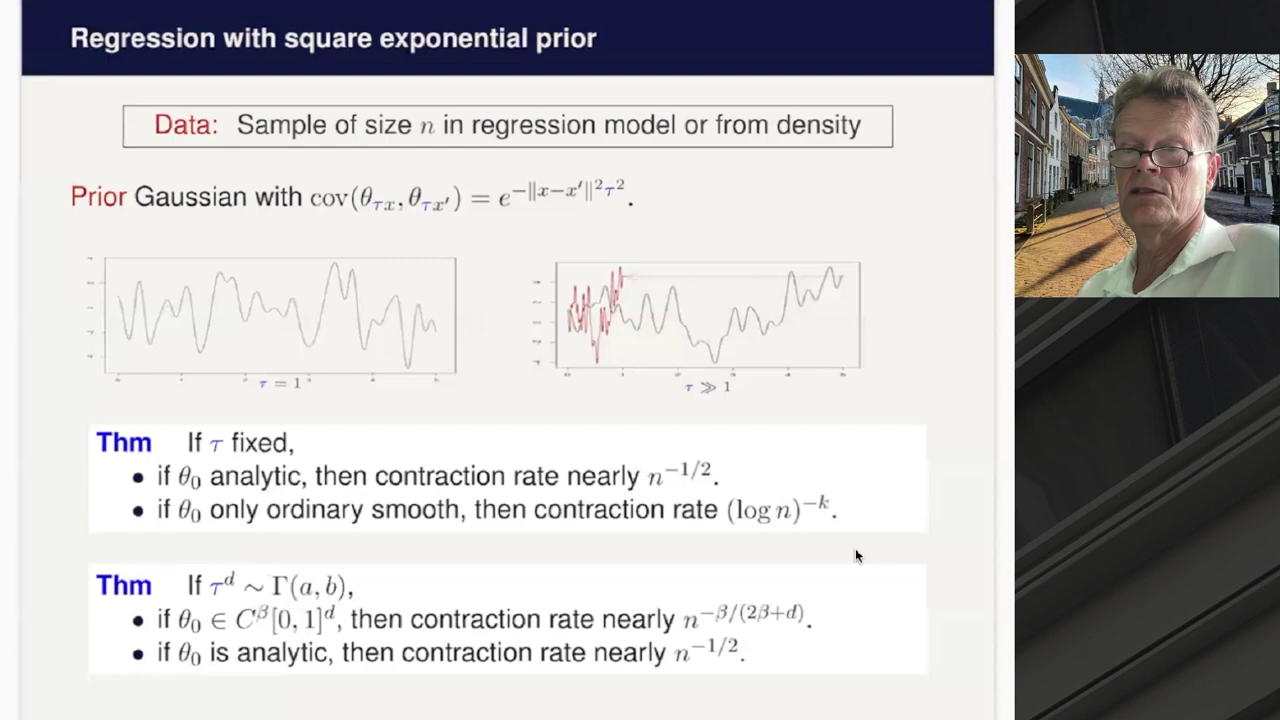 Regression with square exponential prior
Data: Sample of size n in regression model or from density
Prior Gaussian with cov(θ_{τx}, θ_{τx′}) = e^{−‖x−x′‖²τ²}.
τ = 1
τ ≫ 1
Thm If τ fixed,
• if θ₀ analytic, then contraction rate nearly n^{−1/2}.
• if θ₀ only ordinary smooth, then contraction rate (log n)^{−k}.
Thm If τ^d ∼ Γ(a, b),
• if θ₀ ∈ C^β[0, 1]^d, then contraction rate nearly n^{−β/(2β+d)}.
• if θ₀ is analytic, then contraction rate nearly n^{−1/2}.